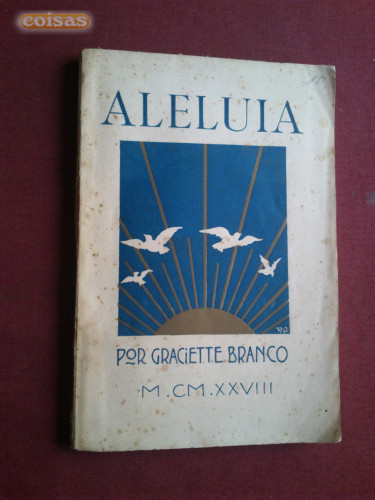 coisas
ALELUIA
POR GRACIETTE BRANCO
M.CM.XXVIII